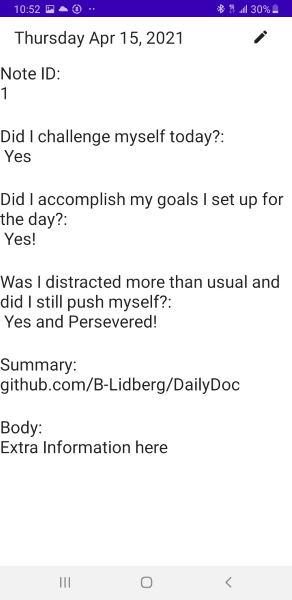 10:52 30%
Thursday Apr 15, 2021
Note ID:
1
Did I challenge myself today?:
Yes
Did I accomplish my goals I set up for
the day?:
Yes!
Was I distracted more than usual and
did I still push myself?:
Yes and Persevered!
Summary:
github.com/B-Lidberg/DailyDoc
Body:
Extra Information here